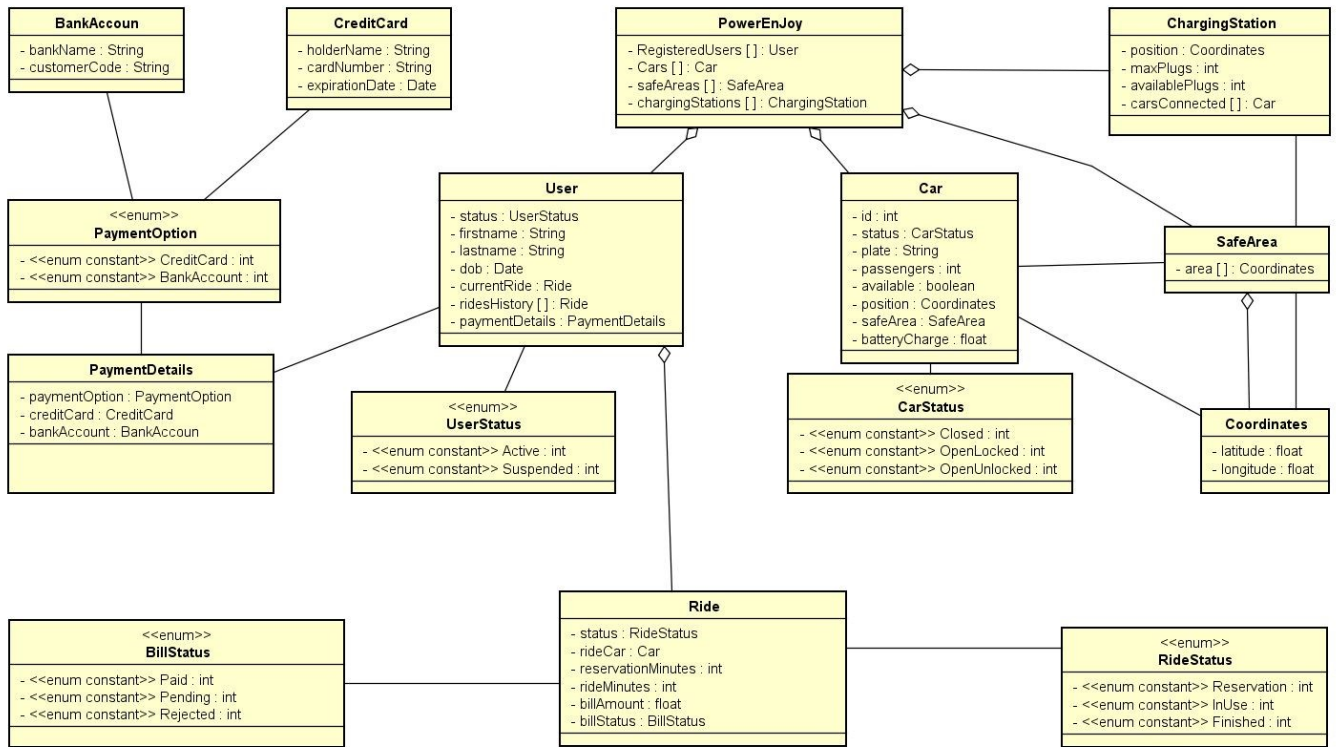 BankAccoun
- bankName : String
- customerCode : String
CreditCard
- holderName : String
- cardNumber : String
- expirationDate : Date
PowerEnJoy
- RegisteredUsers [ ] : User
- Cars [ ] : Car
- safeAreas [ ] : SafeArea
- chargingStations [ ] : ChargingStation
ChargingStation
- position : Coordinates
- maxPlugs : int
- availablePlugs : int
- carsConnected [ ] : Car
<<enum>>
PaymentOption
- <<enum constant>> CreditCard : int
- <<enum constant>> BankAccount : int
User
- status : UserStatus
- firstname : String
- lastname : String
- dob : Date
- currentRide : Ride
- ridesHistory [ ] : Ride
- paymentDetails : PaymentDetails
Car
- id : int
- status : CarStatus
- plate : String
- passengers : int
- available : boolean
- position : Coordinates
- safeArea : SafeArea
- batteryCharge : float
SafeArea
- area [ ] : Coordinates
PaymentDetails
- paymentOption : PaymentOption
- creditCard : CreditCard
- bankAccount : BankAccoun
<<enum>>
UserStatus
- <<enum constant>> Active : int
- <<enum constant>> Suspended : int
<<enum>>
CarStatus
- <<enum constant>> Closed : int
- <<enum constant>> OpenLocked : int
- <<enum constant>> OpenUnlocked : int
Coordinates
- latitude : float
- longitude : float
<<enum>>
BillStatus
- <<enum constant>> Paid : int
- <<enum constant>> Pending : int
- <<enum constant>> Rejected : int
Ride
- status : RideStatus
- rideCar : Car
- reservationMinutes : int
- rideMinutes : int
- billAmount : float
- billStatus : BillStatus
<<enum>>
RideStatus
- <<enum constant>> Reservation : int
- <<enum constant>> InUse : int
- <<enum constant>> Finished : int